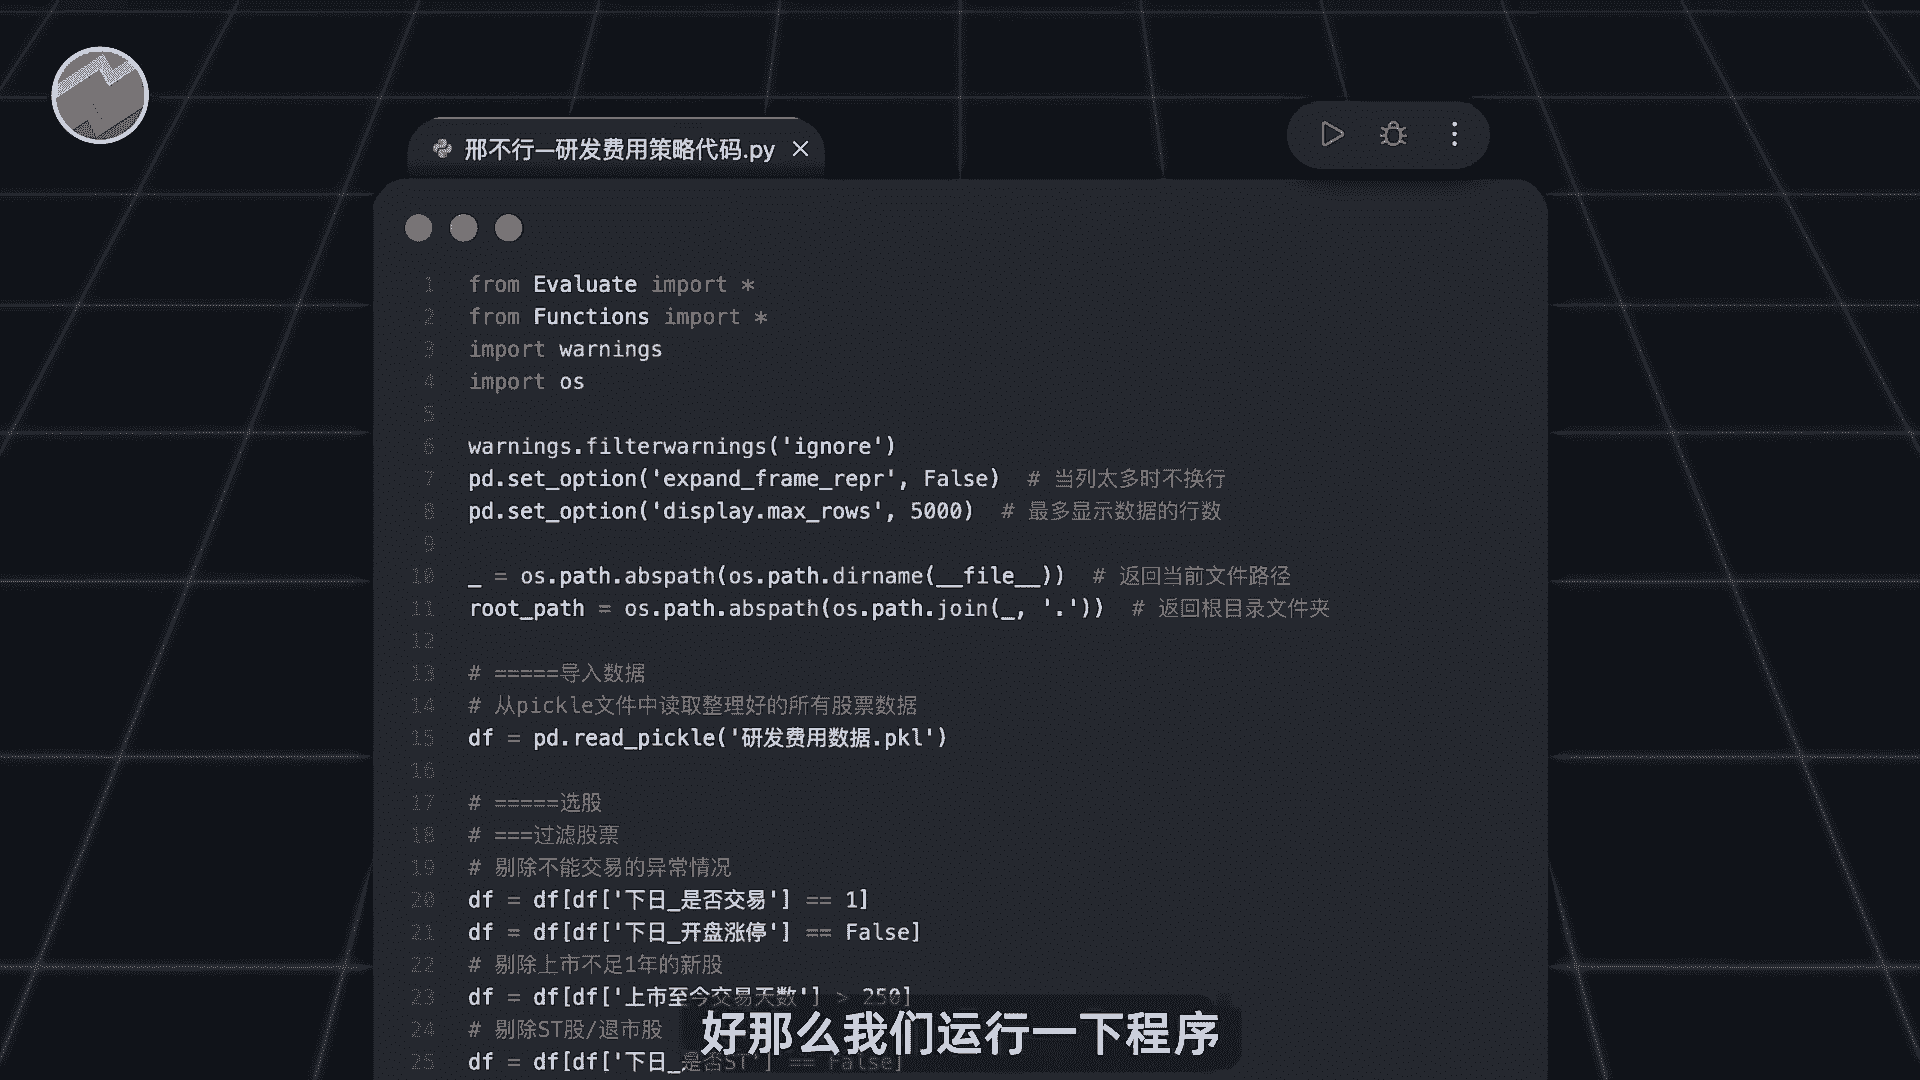 邢不行—研发费用策略代码.py ×
1 from Evaluate import *
2 from Functions import *
3 import warnings
4 import os
5
6 warnings.filterwarnings('ignore')
7 pd.set_option('expand_frame_repr', False)  # 当列太多时不换行
8 pd.set_option('display.max_rows', 5000)  # 最多显示数据的行数
9
10 _ = os.path.abspath(os.path.dirname(__file__))  # 返回当前文件路径
11 root_path = os.path.abspath(os.path.join(_, '.'))  # 返回根目录文件夹
12
13 # =====导入数据
14 # 从pickle文件中读取整理好的所有股票数据
15 df = pd.read_pickle('研发费用数据.pkl')
16
17 # =====选股
18 # ===过滤股票
19 # 剔除不能交易的异常情况
20 df = df[df['下日_是否交易'] == 1]
21 df = df[df['下日_开盘涨停'] == False]
22 # 剔除上市不足1年的新股
23 df = df[df['上市至今交易天数'] > 250]
24 # 剔除ST股/退市股
25 df = df[df['下日_是否ST'] == False]
好那么我们运行一下程序